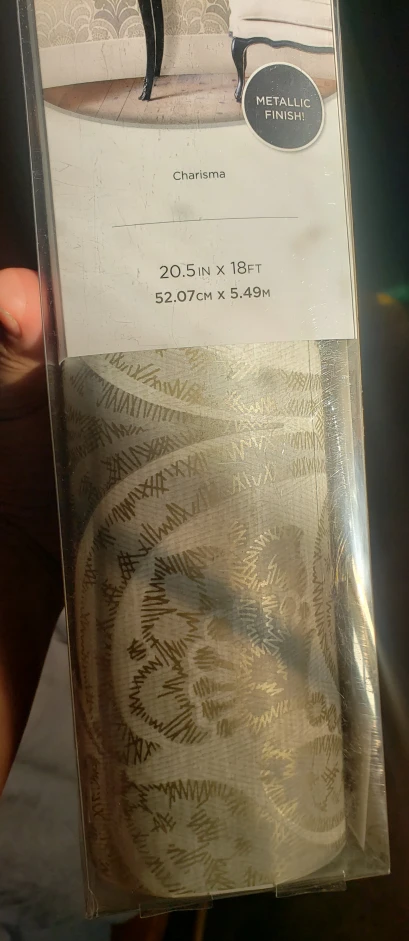 METALLIC
FINISH!
Charisma
20.5IN X 18FT
52.07CM X 5.49M